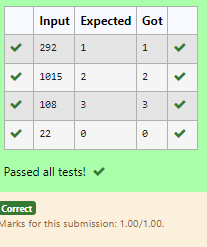 Input Expected Got
292 1 1
1015 2 2
108 3 3
22 0 0
Passed all tests!
Correct
Marks for this submission: 1.00/1.00.